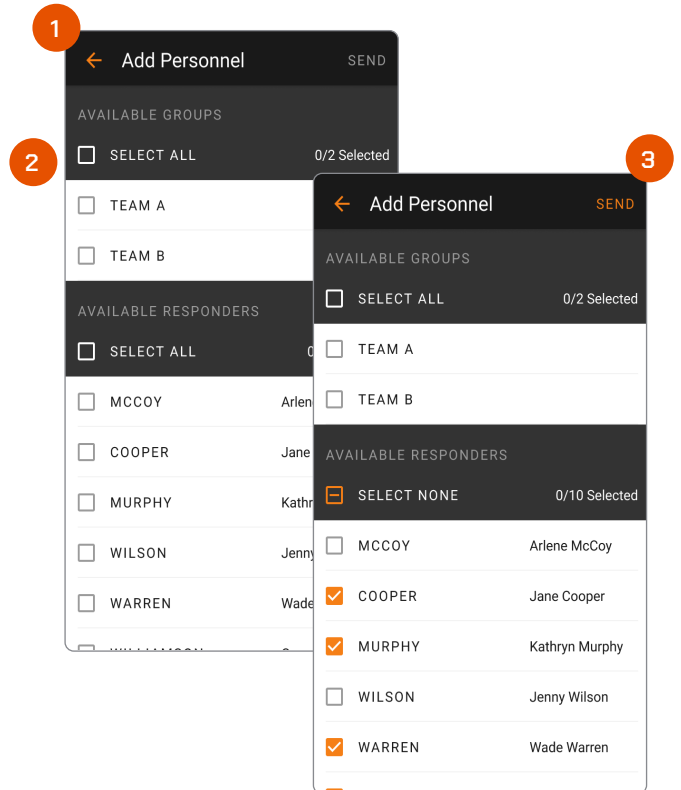 1
Add Personnel SEND
AVAILABLE GROUPS
SELECT ALL 0/2 Selected
TEAM A
TEAM B
AVAILABLE RESPONDERS
SELECT ALL
MCCOY
COOPER Jane
MURPHY
WILSON
WARREN Wade
2
3
Add Personnel SEND
AVAILABLE GROUPS
SELECT ALL 0/2 Selected
TEAM A
TEAM B
AVAILABLE RESPONDERS
SELECT NONE 0/10 Selected
MCCOY Arlene McCoy
COOPER Jane Cooper
MURPHY Kathryn Murphy
WILSON Jenny Wilson
WARREN Wade Warren